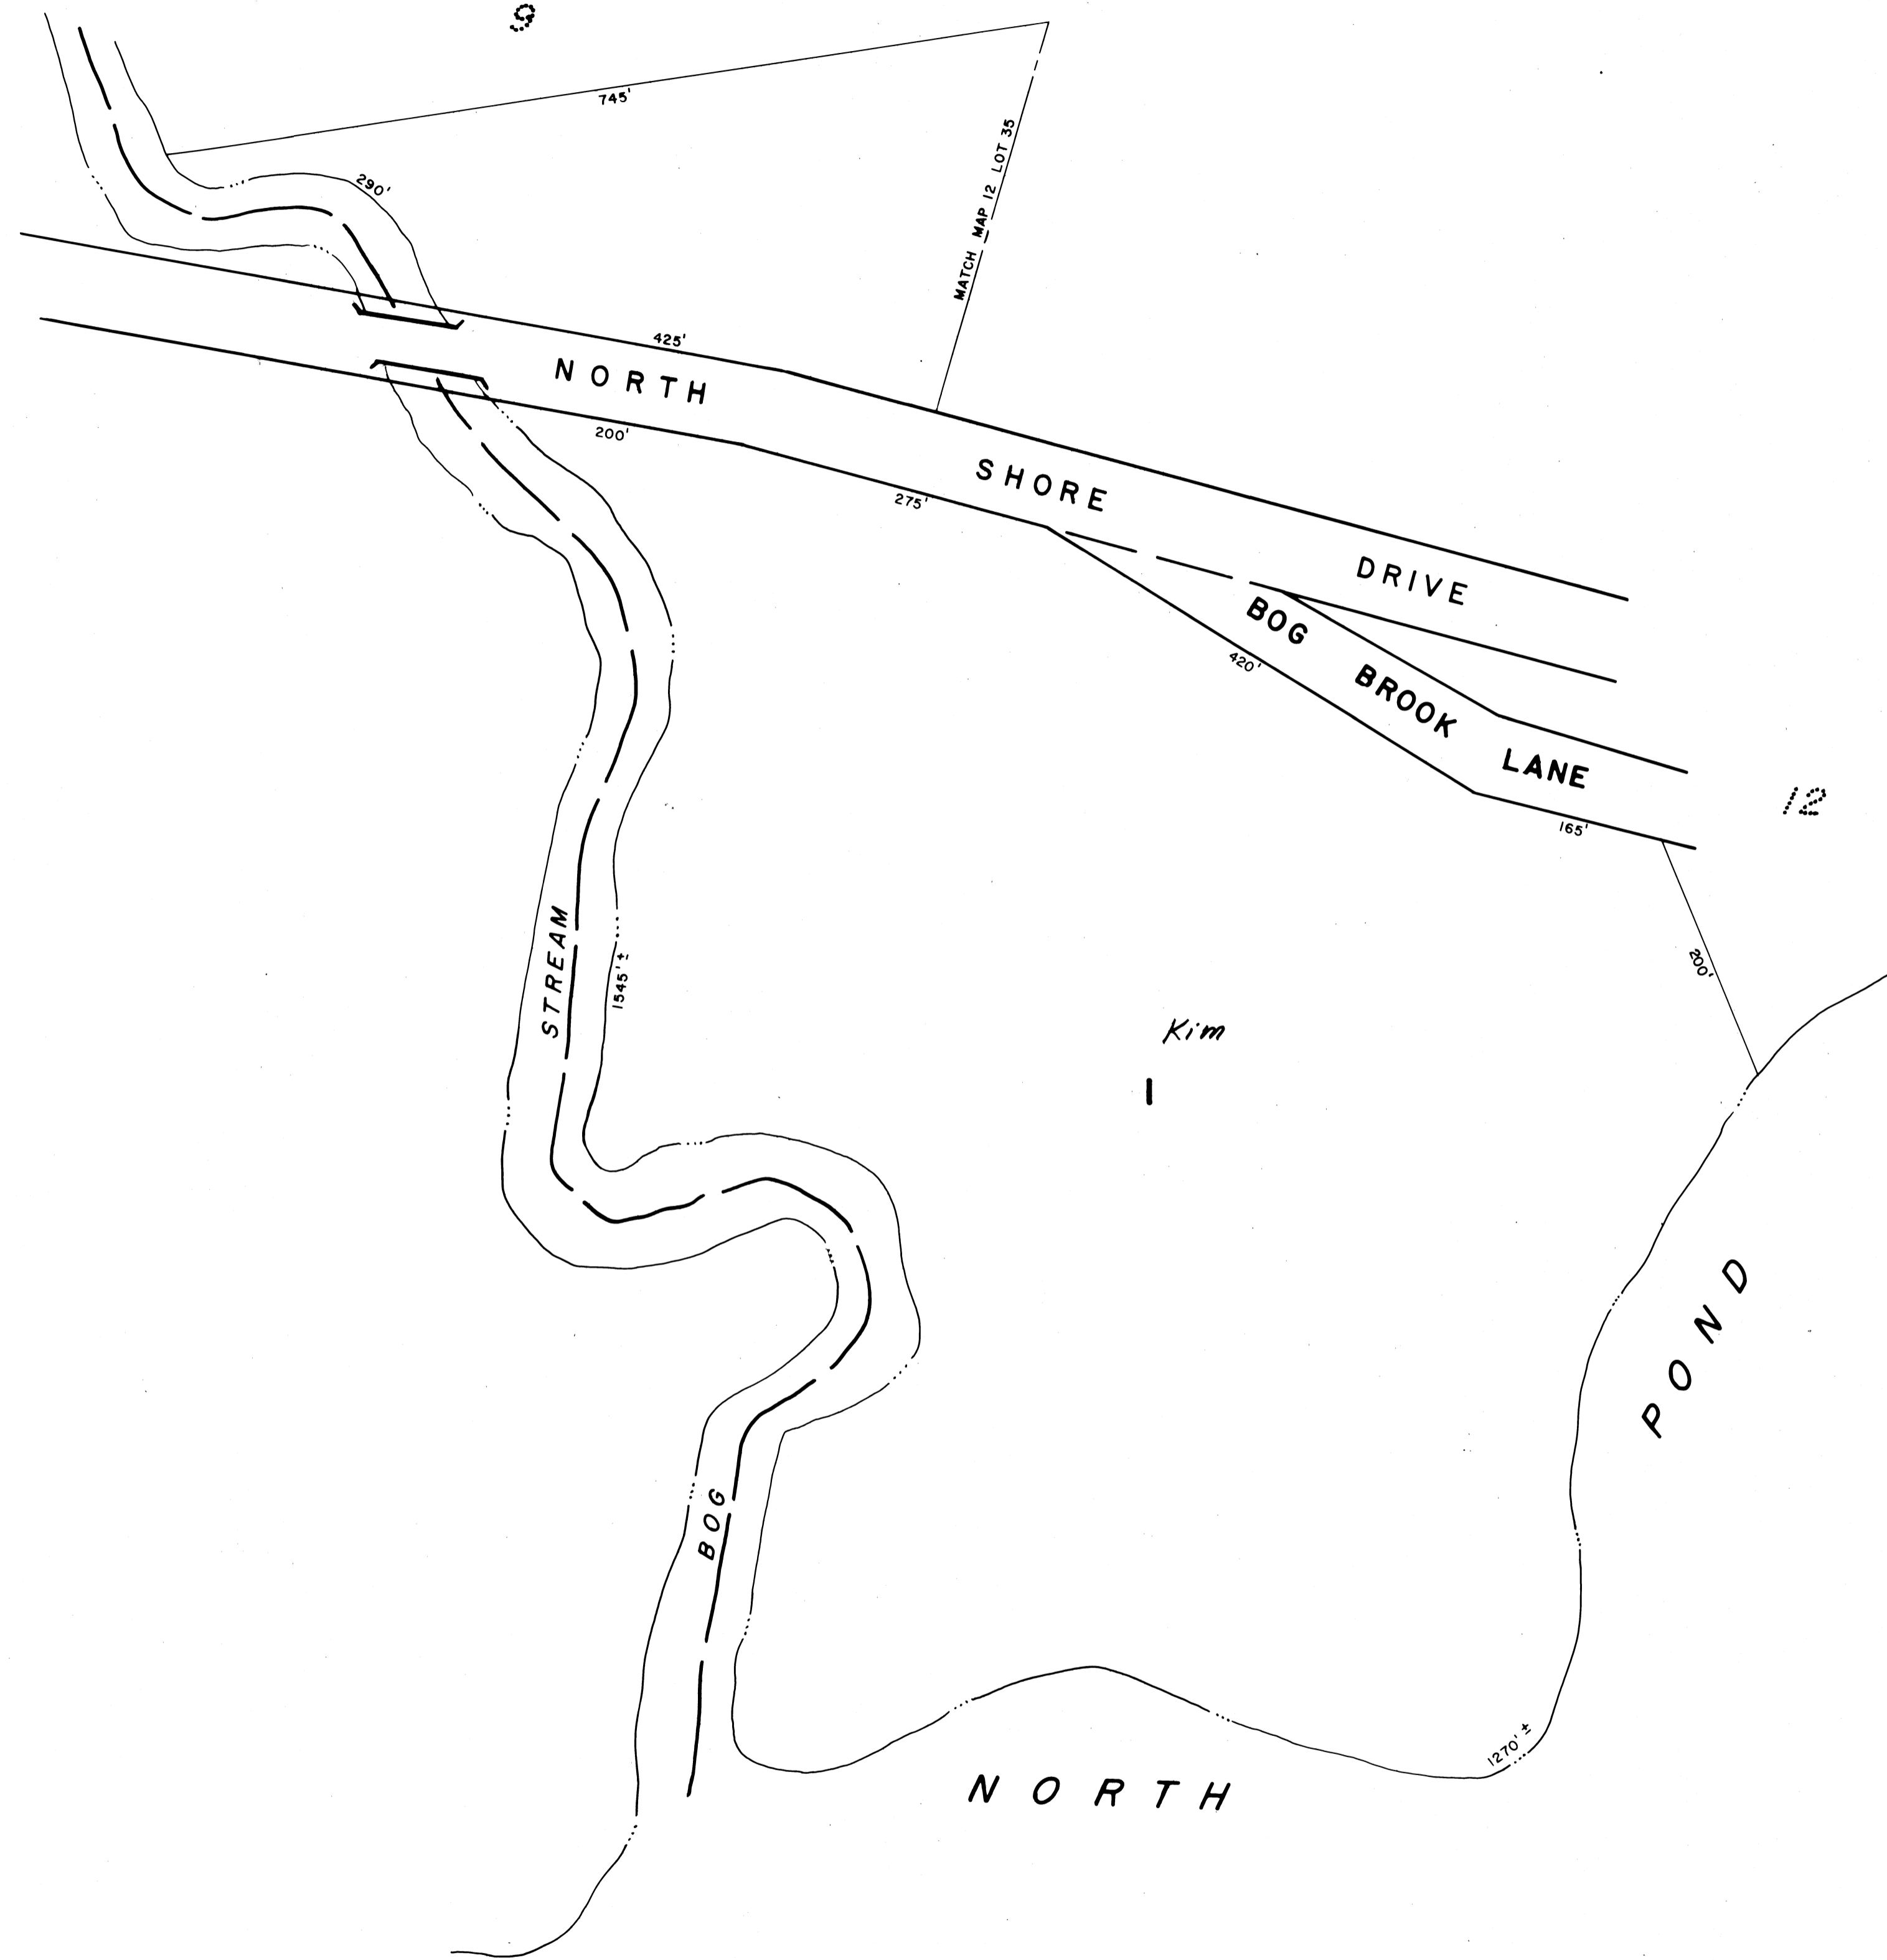 9
745'
MATCH MAP 12 LOT 35
290'
425'
NORTH
200'
SHORE
275'
DRIVE
BOG BROOK LANE
420'
12
165'
200'
STREAM
1545' ±
Kim
1
POND
BOG
1270' ±
NORTH